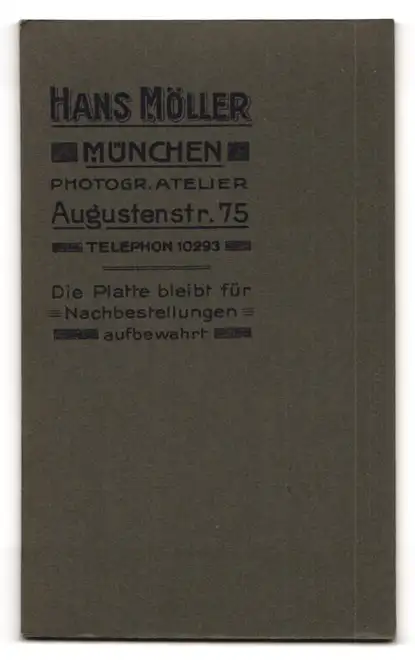 HANS MÖLLER
MÜNCHEN
PHOTOGR. ATELIER
Augustenstr. 75
TELEPHON 10293
Die Platte bleibt für
Nachbestellungen
aufbewahrt